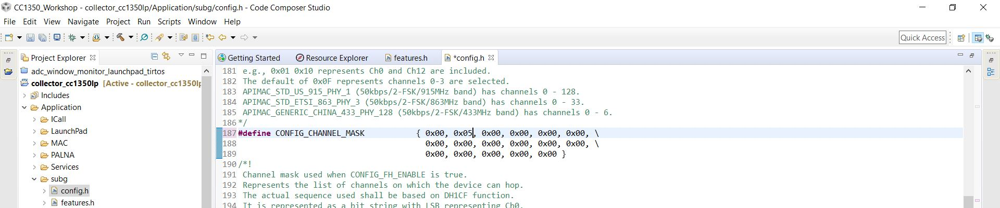 CC1350_Workshop - collector_cc1350lp/Application/subg/config.h - Code Composer Studio
File Edit View Navigate Project Run Scripts Window Help
Quick Access
Project Explorer
adc_window_monitor_launchpad_tirtos
collector_cc1350lp [Active - collector_cc1350lp
Includes
Application
ICall
LaunchPad
MAC
PALNA
Services
subg
config.h
features.h
Getting Started Resource Explorer features.h *config.h
181 e.g., 0x01 0x10 represents Ch0 and Ch12 are included.
182 The default of 0x0F represents channels 0-3 are selected.
183 APIMAC_STD_US_915_PHY_1 (50kbps/2-FSK/915MHz band) has channels 0 - 128.
184 APIMAC_STD_ETSI_863_PHY_3 (50kbps/2-FSK/863MHz band) has channels 0 - 33.
185 APIMAC_GENERIC_CHINA_433_PHY_128 (50kbps/2-FSK/433MHz band) has channels 0 - 6.
186 */
187 #define CONFIG_CHANNEL_MASK { 0x00, 0x05, 0x00, 0x00, 0x00, 0x00, \
188 0x00, 0x00, 0x00, 0x00, 0x00, 0x00, \
189 0x00, 0x00, 0x00, 0x00, 0x00 }
190 /*!
191 Channel mask used when CONFIG_FH_ENABLE is true.
192 Represents the list of channels on which the device can hop.
193 The actual sequence used shall be based on DH1CF function.
194 It is represented as a bit string with LSB representing Ch0.